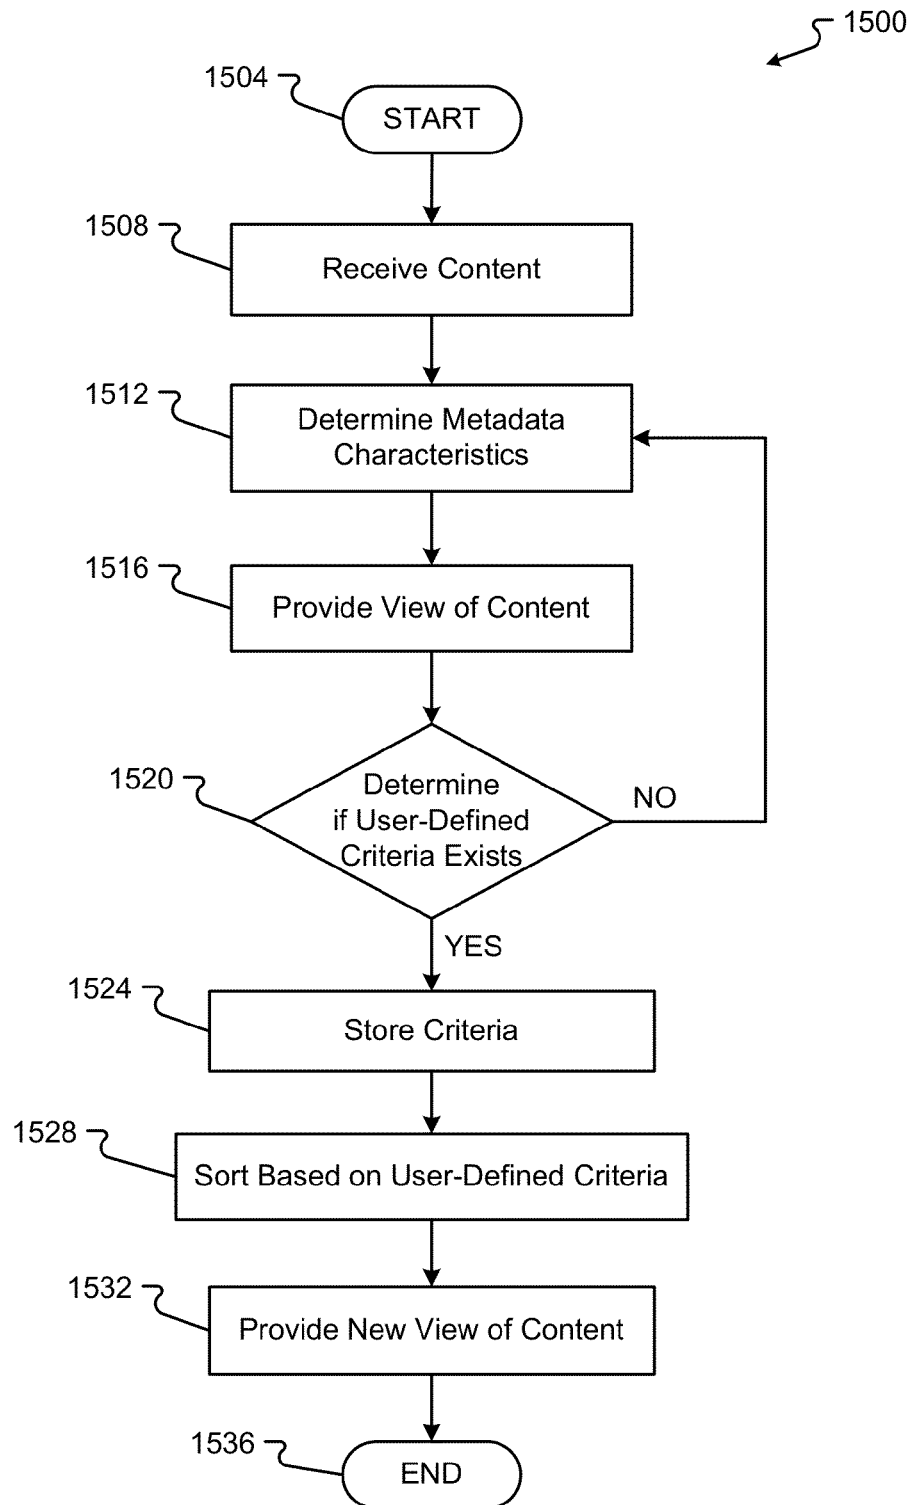 1500
1504
START
1508
Receive Content
1512
Determine Metadata
Characteristics
1516
Provide View of Content
1520
Determine
if User-Defined
Criteria Exists
NO
YES
1524
Store Criteria
1528
Sort Based on User-Defined Criteria
1532
Provide New View of Content
1536
END